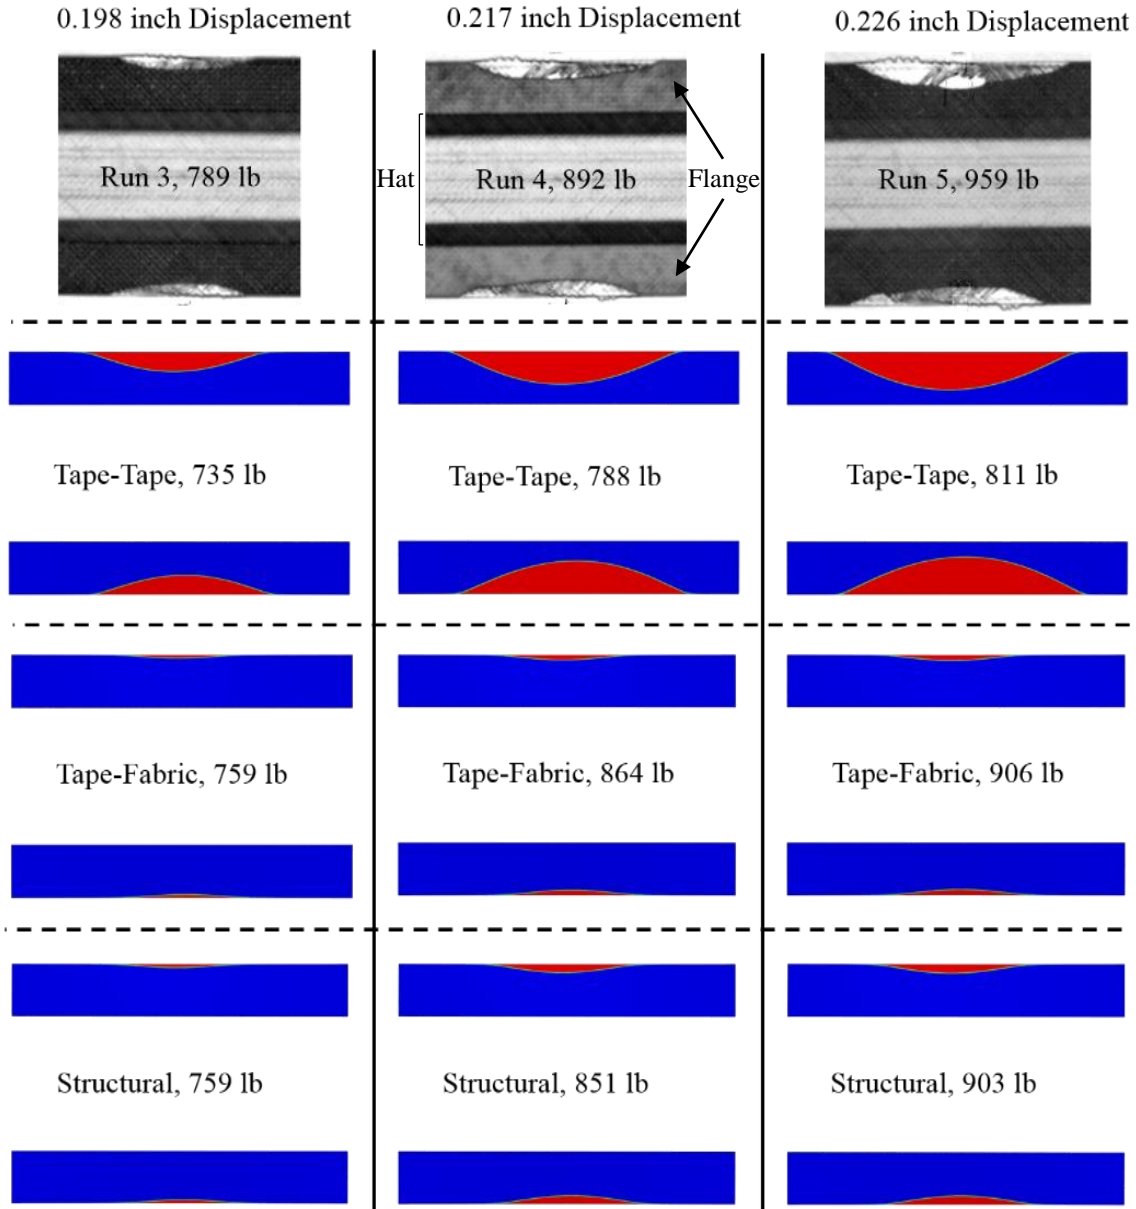 0.198 inch Displacement
0.217 inch Displacement
0.226 inch Displacement
Run 3, 789 lb
Hat
Run 4, 892 lb
Flange
Run 5, 959 lb
Tape-Tape, 735 lb
Tape-Tape, 788 lb
Tape-Tape, 811 lb
Tape-Fabric, 759 lb
Tape-Fabric, 864 lb
Tape-Fabric, 906 lb
Structural, 759 lb
Structural, 851 lb
Structural, 903 lb